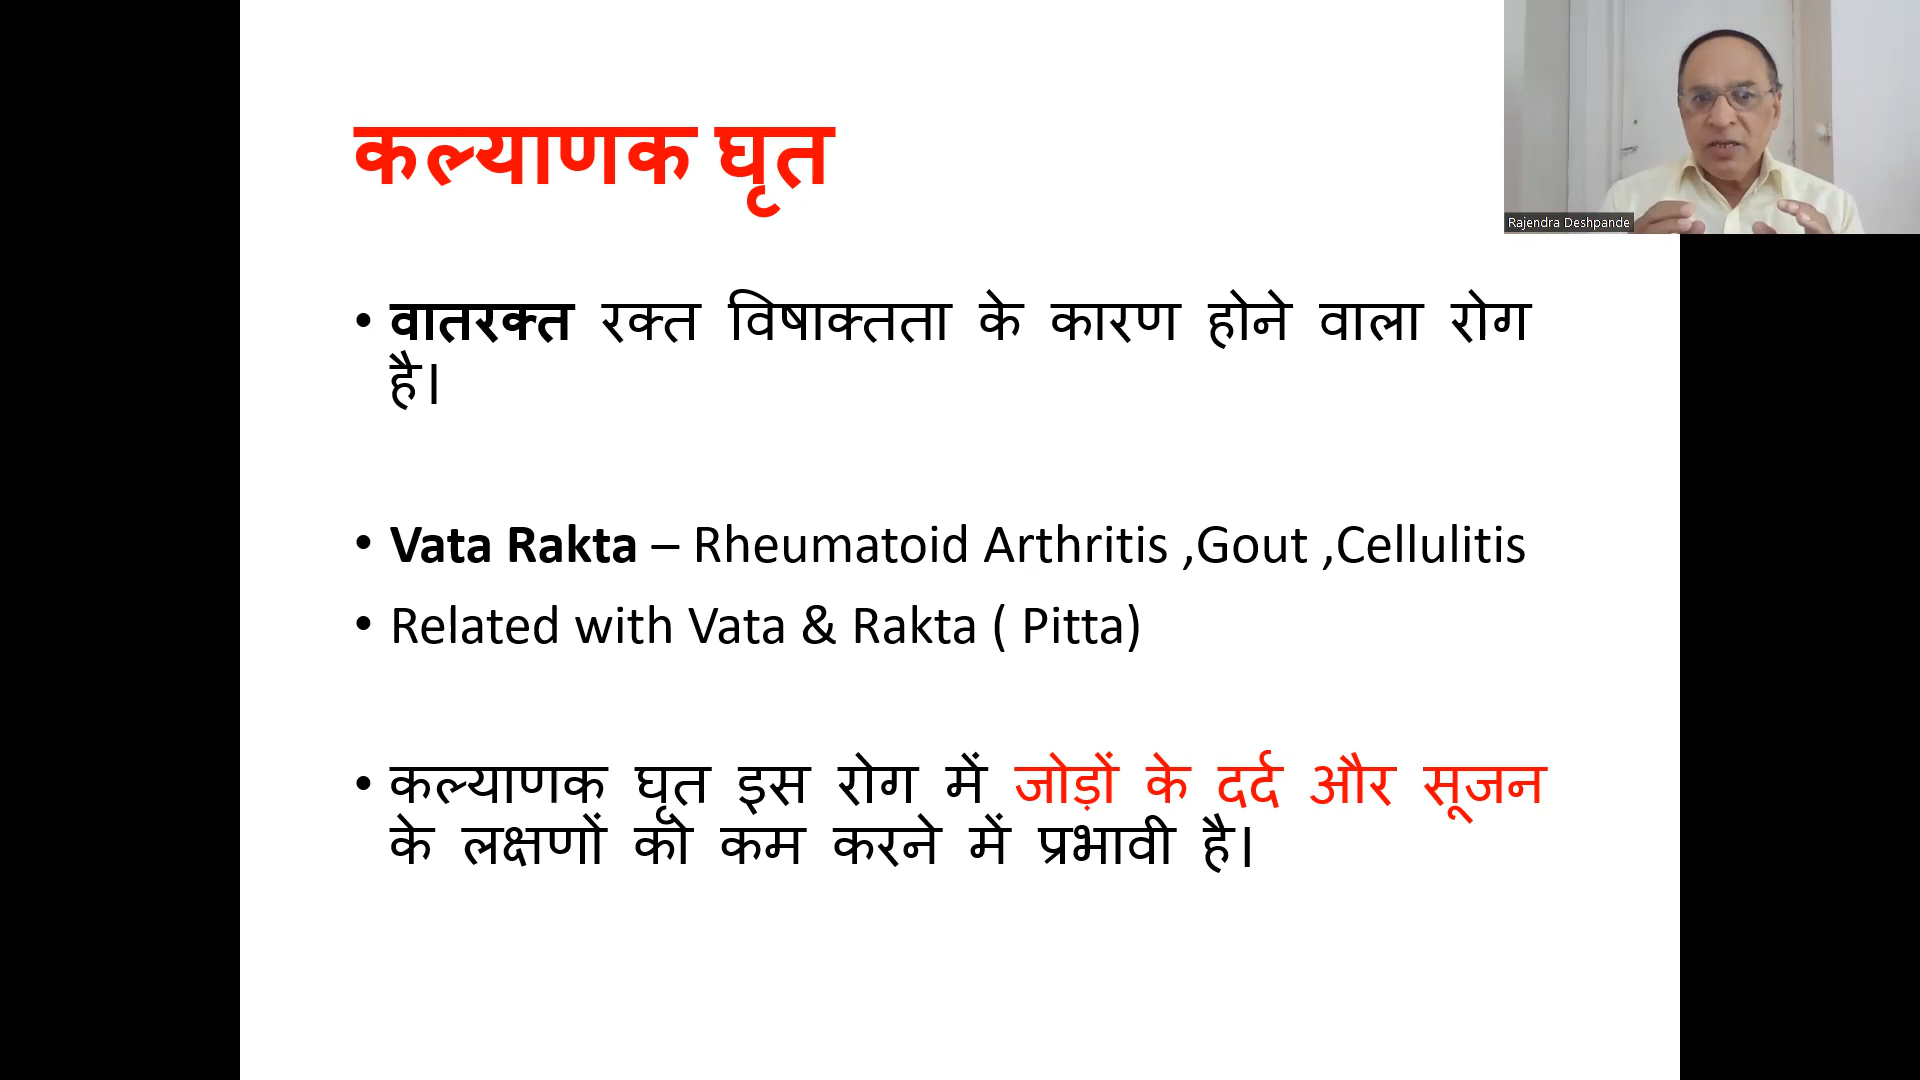 कल्याणक घृत
Rajendra Deshpande
• वातरक्त रक्त विषाक्तता के कारण होने वाला रोग
है।
• Vata Rakta – Rheumatoid Arthritis ,Gout ,Cellulitis
• Related with Vata & Rakta ( Pitta)
• कल्याणक घृत इस रोग में जोड़ों के दर्द और सूजन
के लक्षणों को कम करने में प्रभावी है।